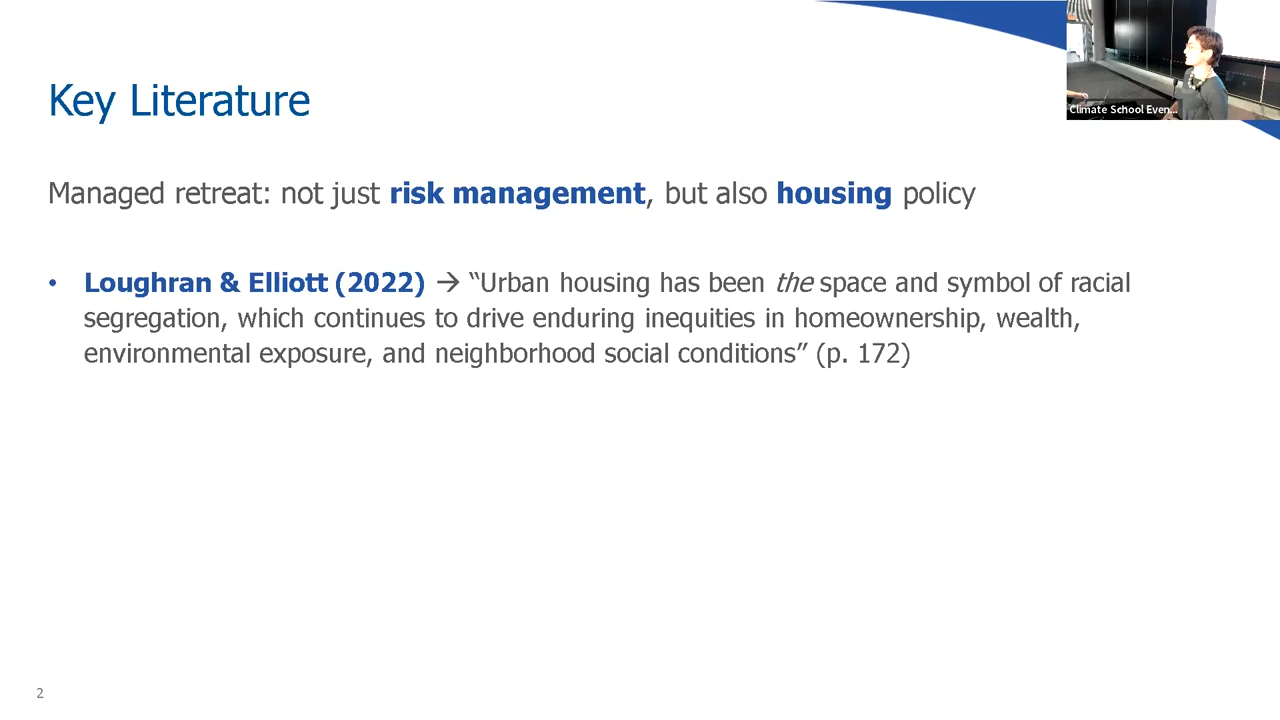 Climate School Even...
Key Literature
Managed retreat: not just risk management, but also housing policy
• Loughran & Elliott (2022) → “Urban housing has been the space and symbol of racial
segregation, which continues to drive enduring inequities in homeownership, wealth,
environmental exposure, and neighborhood social conditions” (p. 172)
2